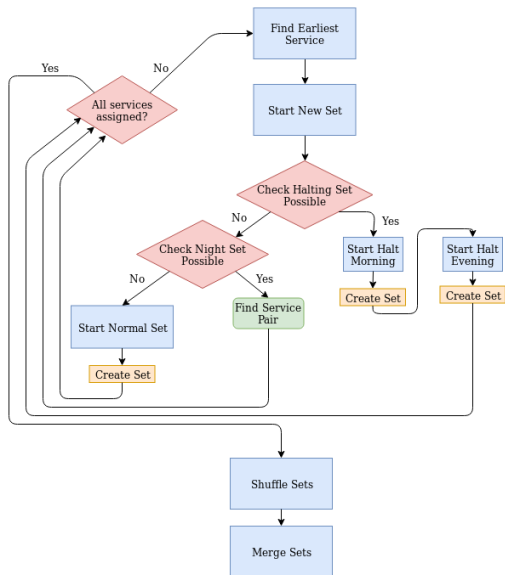 Find Earliest
Service
Yes
No
All services
assigned?
Start New Set
Check Halting Set
Possible
No
Yes
Check Night Set
Possible
Start Halt
Morning
Start Halt
Evening
No
Yes
Create Set
Create Set
Find Service
Pair
Start Normal Set
Create Set
Shuffle Sets
Merge Sets